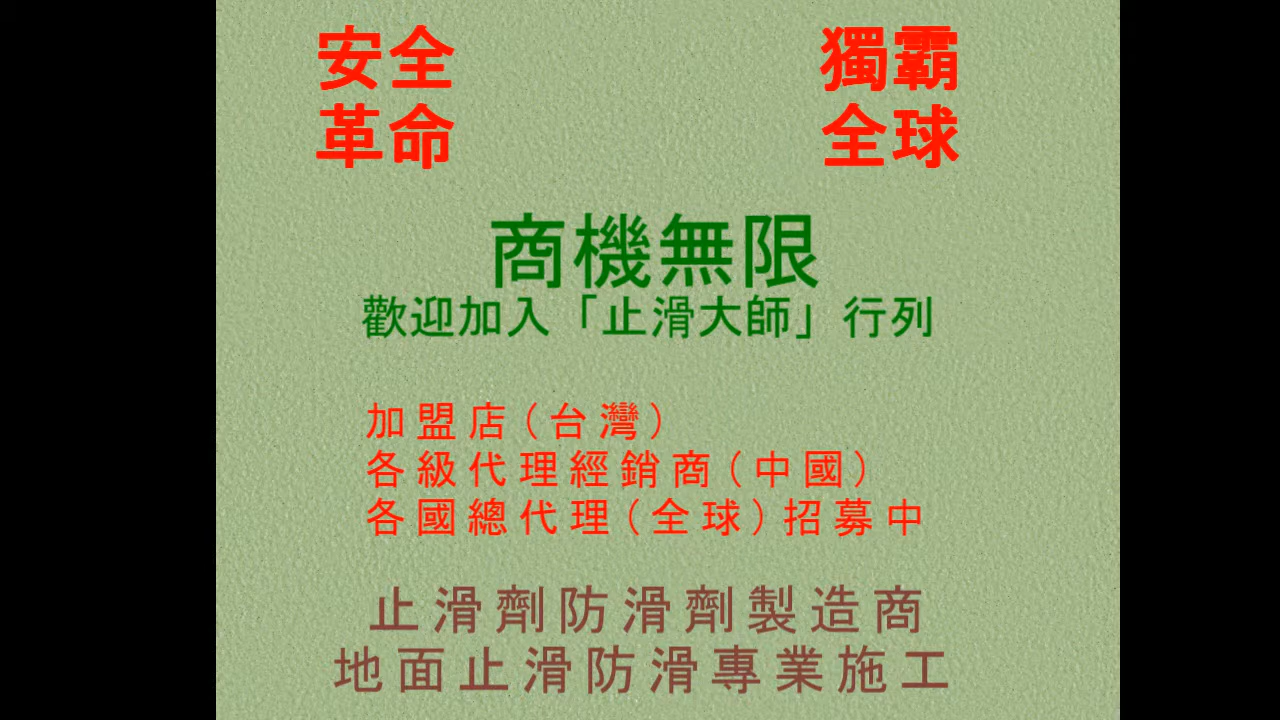 安全 獨霸
革命 全球
商機無限
歡迎加入「止滑大師」行列
加盟店(台灣)
各級代理經銷商(中國)
各國總代理(全球)招募中
止滑劑防滑劑製造商
地面止滑防滑專業施工